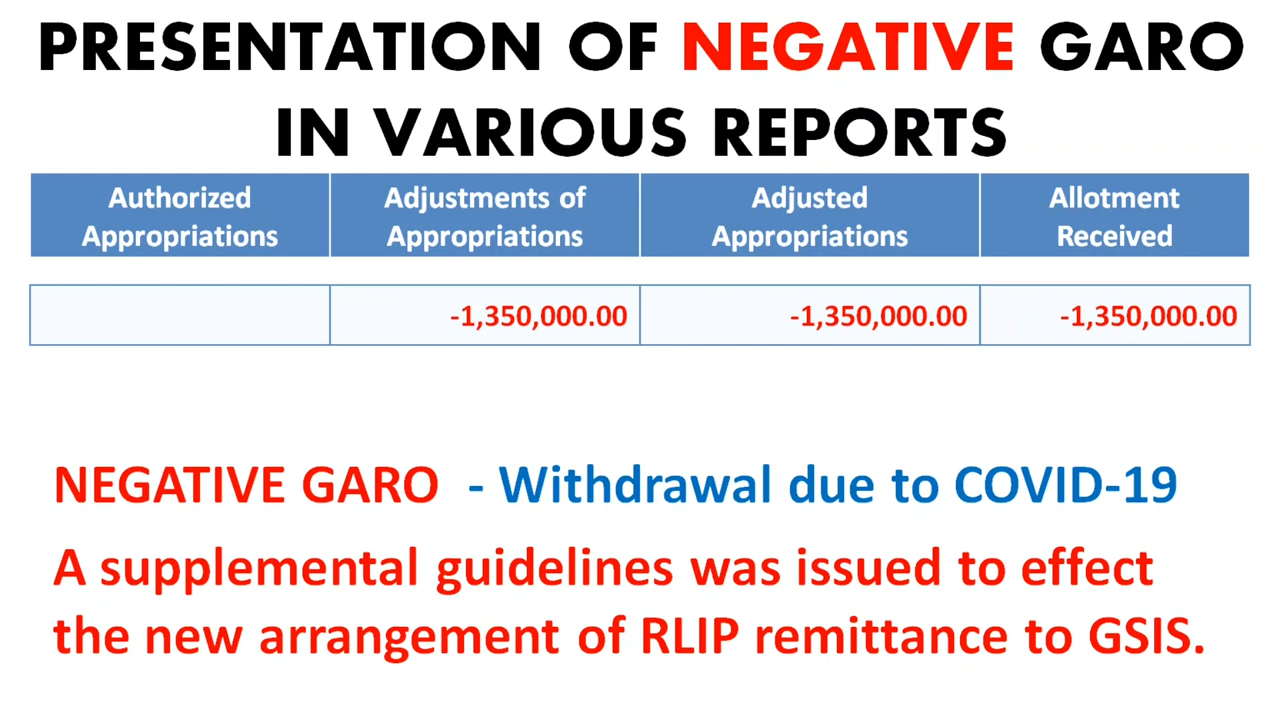 PRESENTATION OF NEGATIVE GARO
IN VARIOUS REPORTS
Authorized Appropriations
Adjustments of Appropriations
Adjusted Appropriations
Allotment Received
-1,350,000.00
-1,350,000.00
-1,350,000.00
NEGATIVE GARO - Withdrawal due to COVID-19
A supplemental guidelines was issued to effect
the new arrangement of RLIP remittance to GSIS.